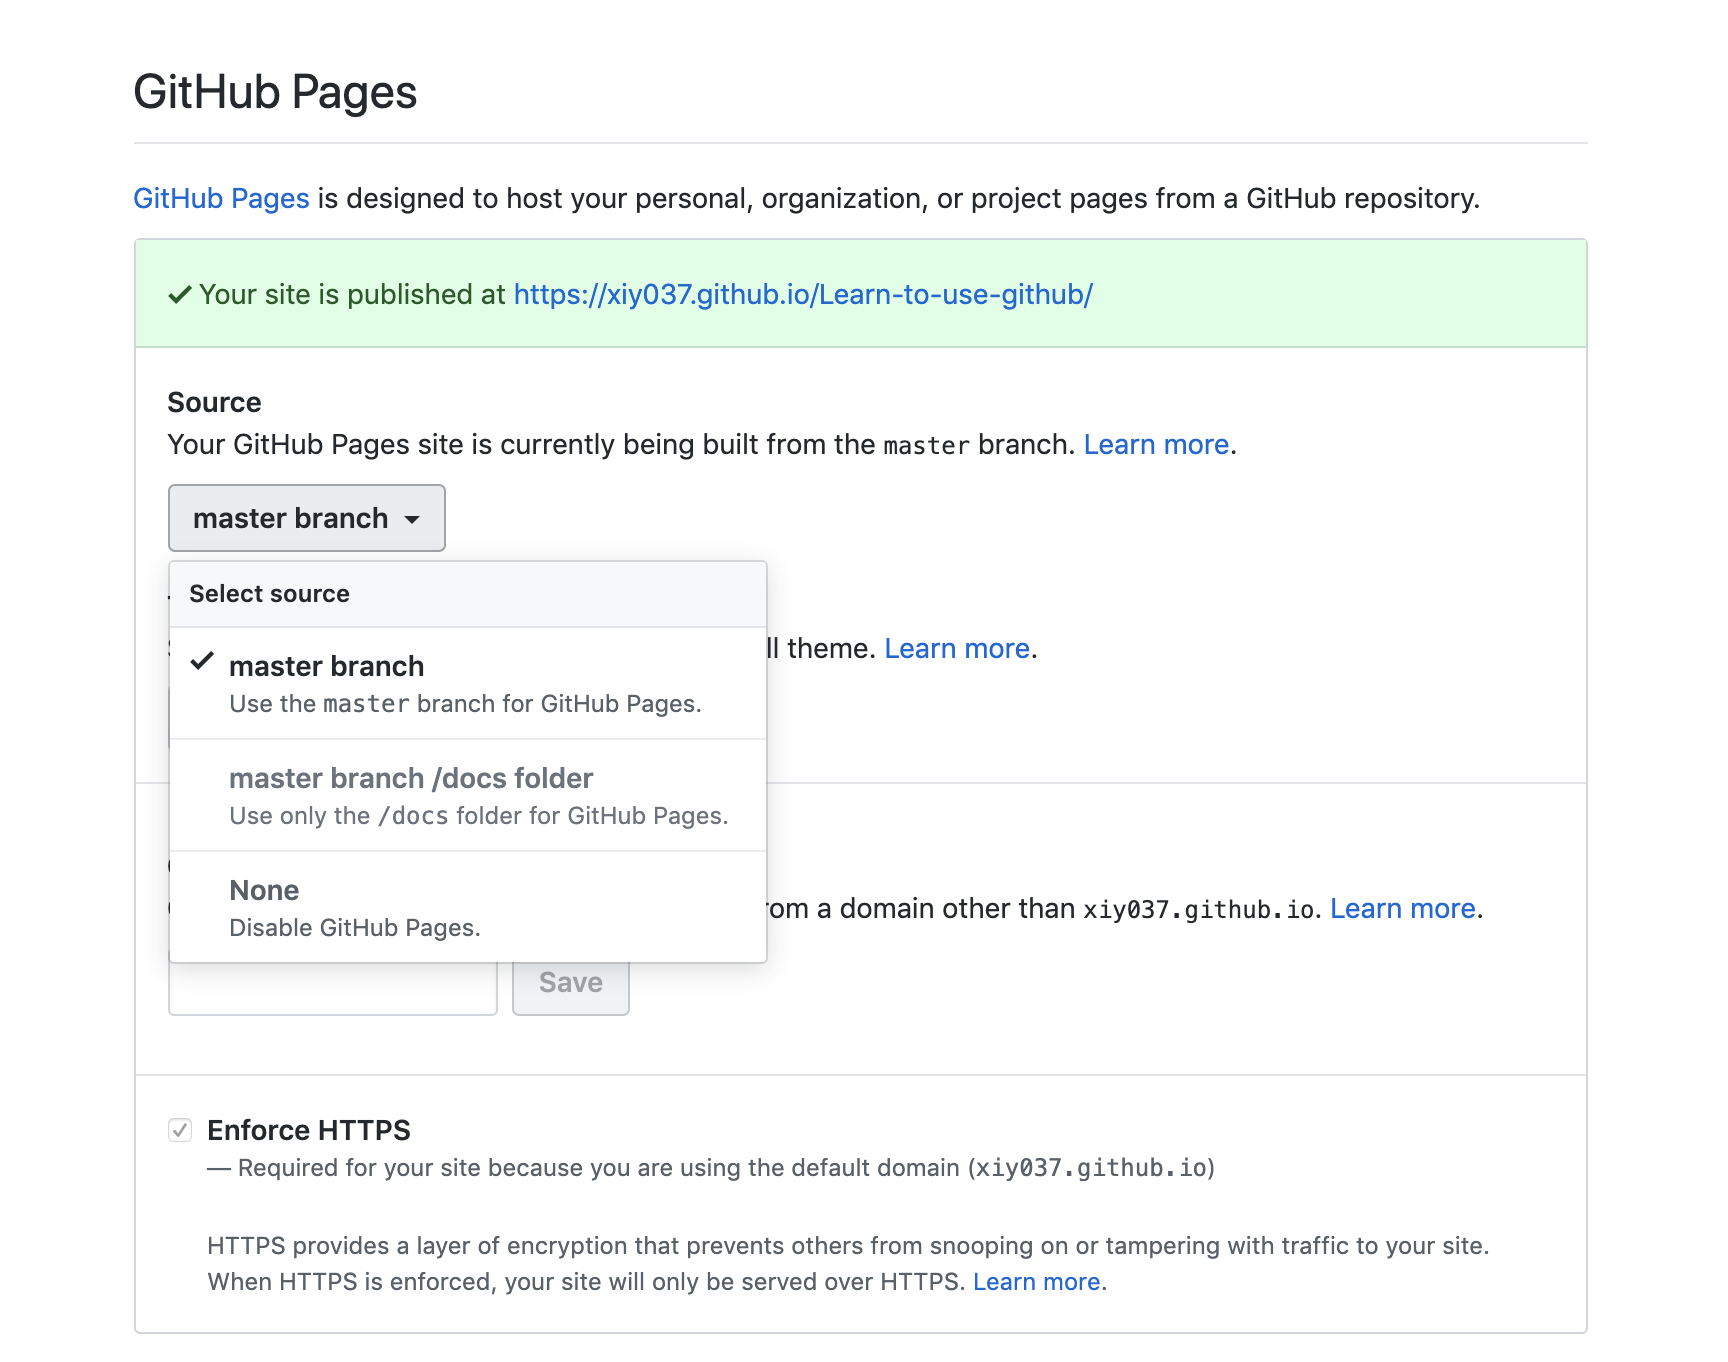 GitHub Pages
GitHub Pages is designed to host your personal, organization, or project pages from a GitHub repository.
Your site is published at https://xiy037.github.io/Learn-to-use-github/
Source
Your GitHub Pages site is currently being built from the master branch. Learn more.
master branch
Select source
theme. Learn more.
master branch
Use the master branch for GitHub Pages.
master branch /docs folder
Use only the /docs folder for GitHub Pages.
None
a domain other than xiy037.github.io. Learn more.
Disable GitHub Pages.
Save
Enforce HTTPS
— Required for your site because you are using the default domain (xiy037.github.io)
HTTPS provides a layer of encryption that prevents others from snooping on or tampering with traffic to your site.
When HTTPS is enforced, your site will only be served over HTTPS. Learn more.